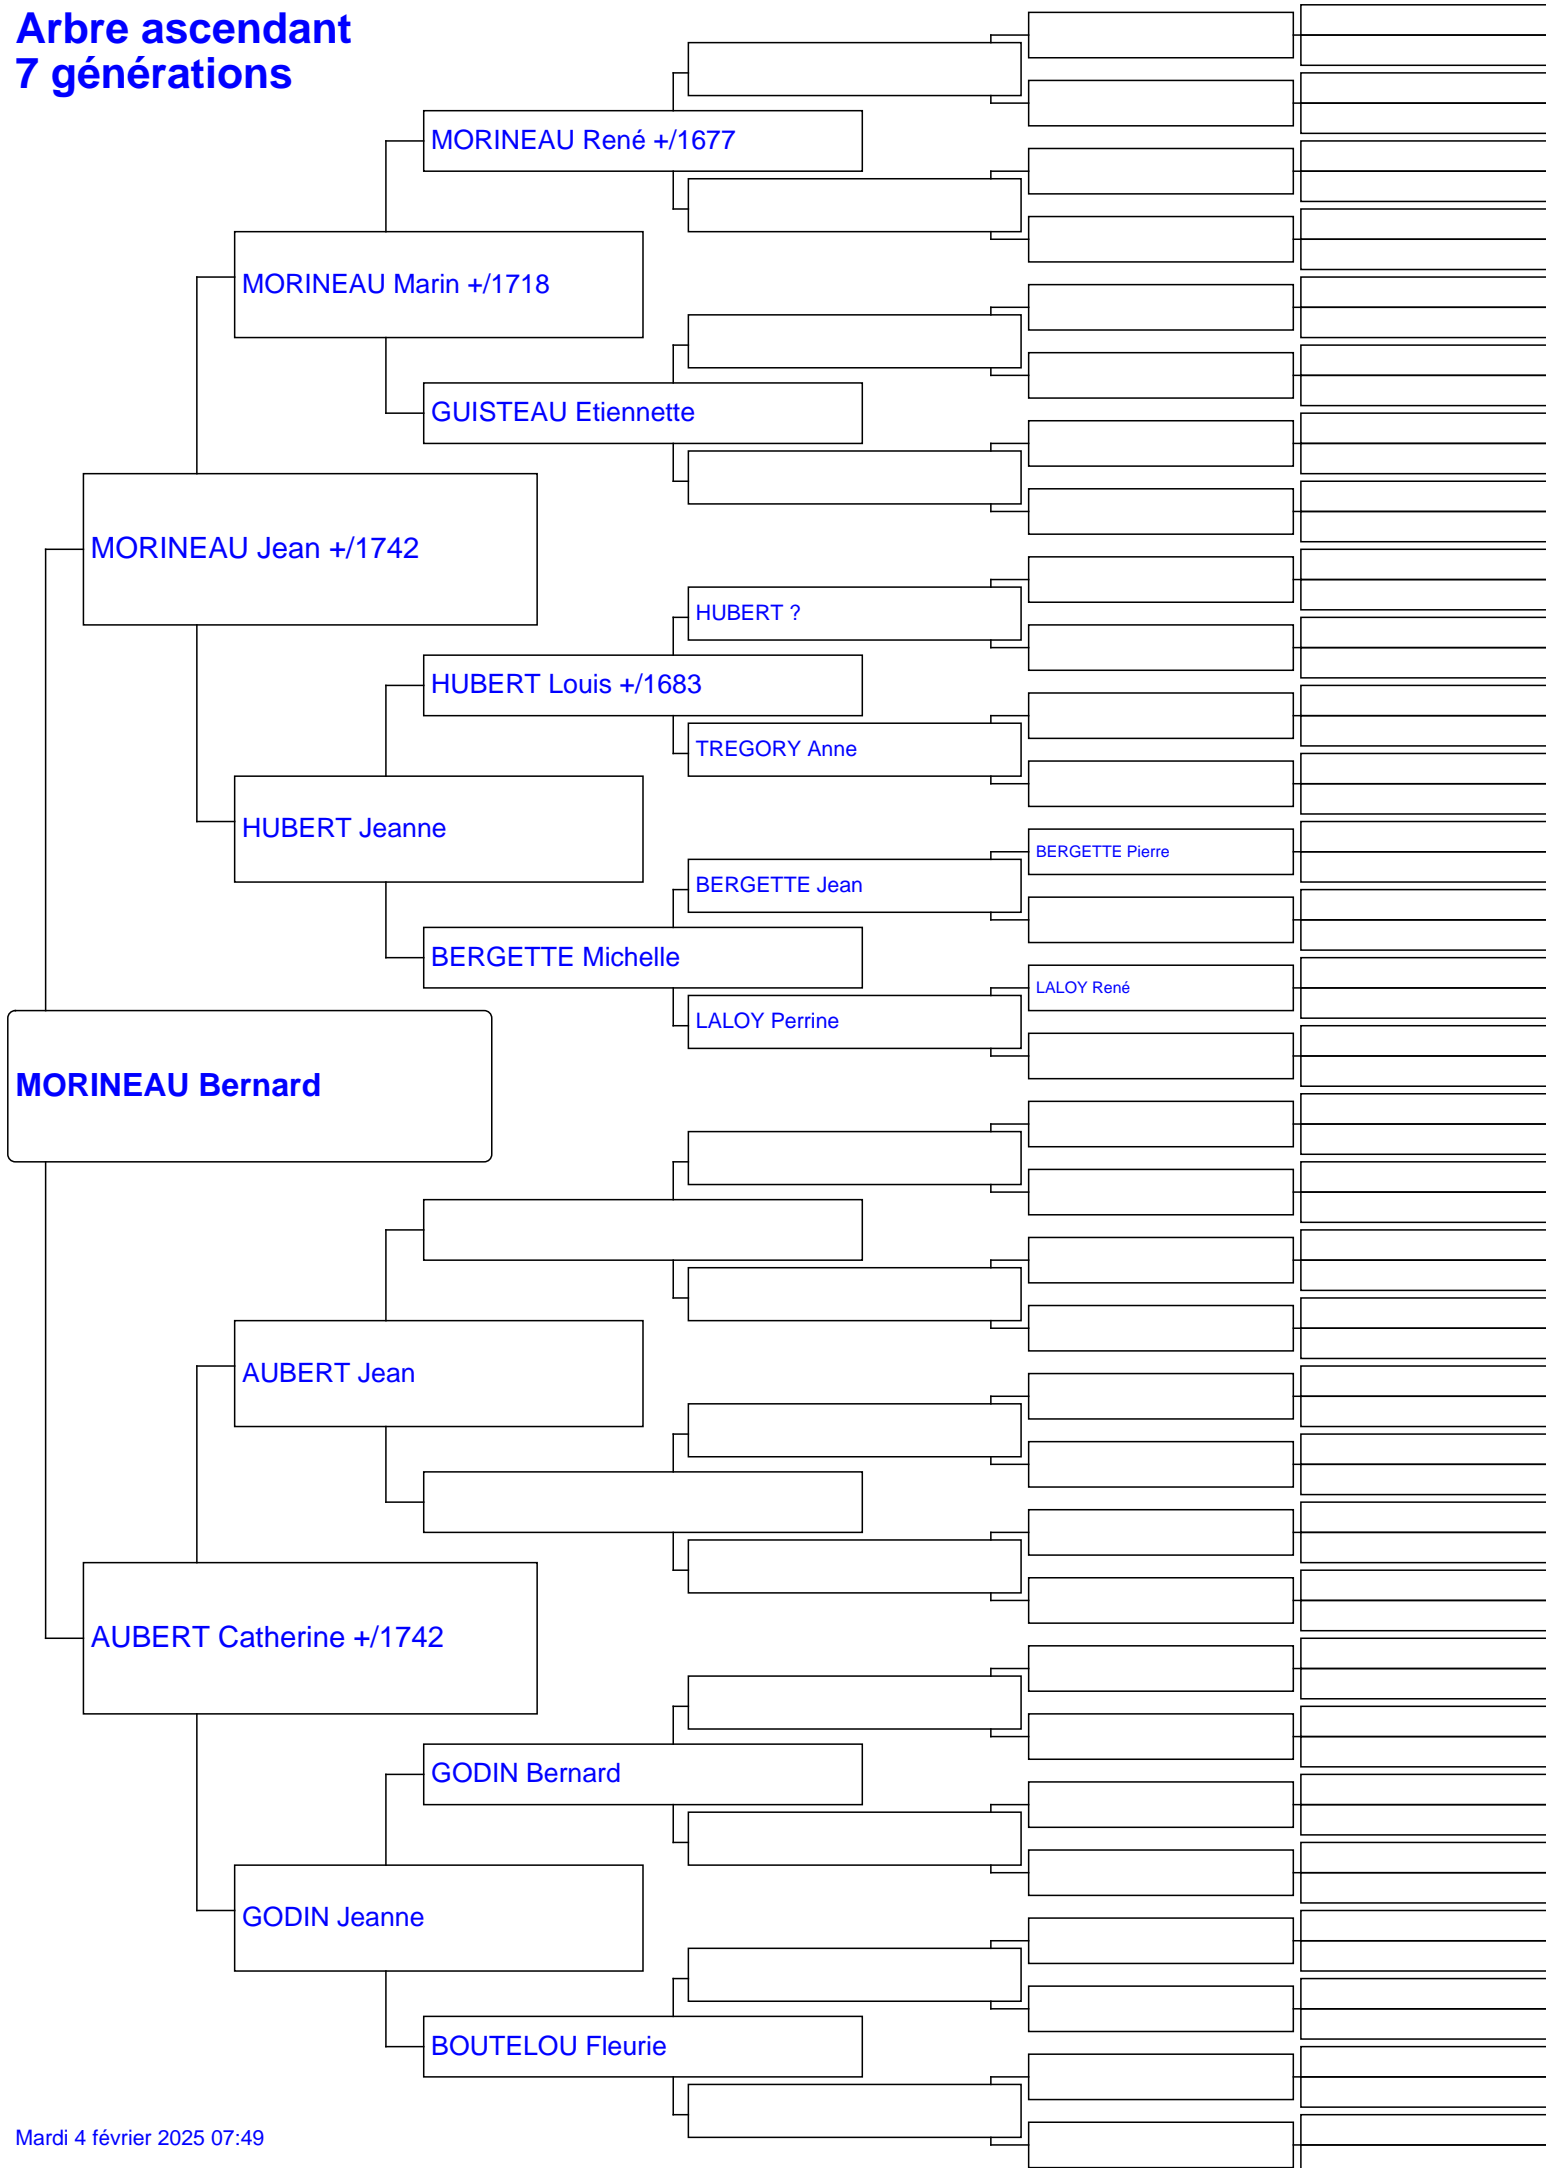 Arbre ascendant
7 générations
MORINEAU René +/1677
MORINEAU Marin +/1718
GUISTEAU Etiennette
MORINEAU Jean +/1742
HUBERT ?
HUBERT Louis +/1683
TREGORY Anne
HUBERT Jeanne
BERGETTE Pierre
BERGETTE Jean
BERGETTE Michelle
LALOY René
LALOY Perrine
MORINEAU Bernard
AUBERT Jean
AUBERT Catherine +/1742
GODIN Bernard
GODIN Jeanne
BOUTELOU Fleurie
Mardi 4 février 2025 07:49